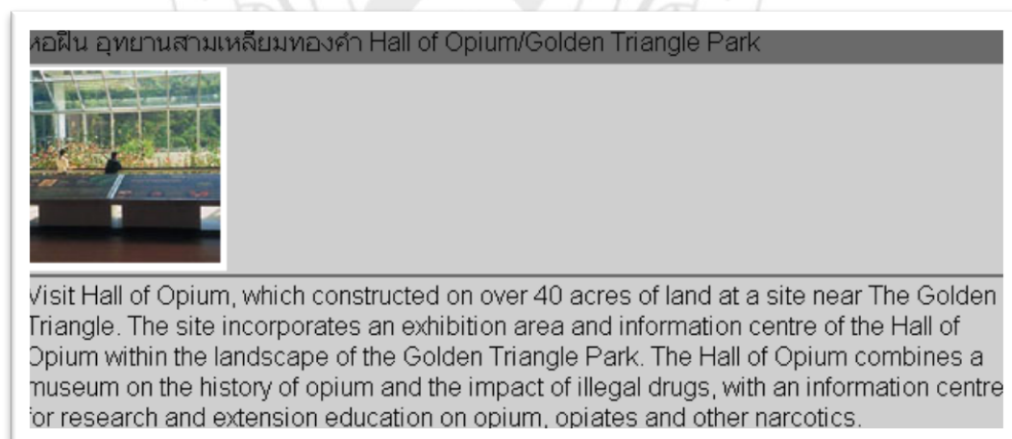 หอฝิ่น อุทยานสามเหลี่ยมทองคำ Hall of Opium/Golden Triangle Park
Visit Hall of Opium, which constructed on over 40 acres of land at a site near The Golden
Triangle. The site incorporates an exhibition area and information centre of the Hall of
Opium within the landscape of the Golden Triangle Park. The Hall of Opium combines a
museum on the history of opium and the impact of illegal drugs, with an information centre
for research and extension education on opium, opiates and other narcotics.